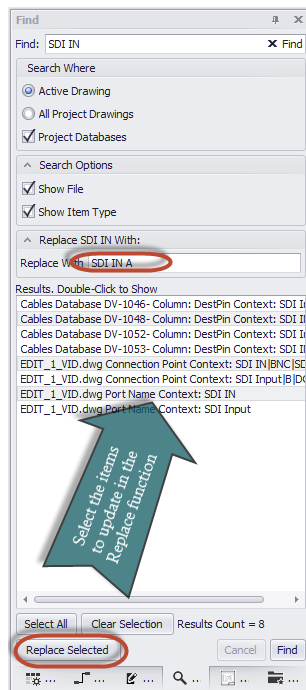 Find
Find: SDI IN Find
Search Where
Active Drawing
All Project Drawings
Project Databases
Search Options
Show File
Show Item Type
Replace SDI IN With:
Replace With SDI IN A
Results. Double-Click to Show
Cables Database DV-1046- Column: DestPin Context: SDI I
Cables Database DV-1048- Column: DestPin Context: SDI I
Cables Database DV-1052- Column: DestPin Context: SDI I
Cables Database DV-1053- Column: DestPin Context: SDI I
EDIT_1_VID.dwg Connection Point Context: SDI IN|BNC|SD
EDIT_1_VID.dwg Connection Point Context: SDI Input|B|DC
EDIT_1_VID.dwg Port Name Context: SDI IN
EDIT_1_VID.dwg Port Name Context: SDI Input
Select the items
to update in the
Replace function
Select All Clear Selection Results Count = 8
Replace Selected Cancel Find
... ... ... ... ... ...